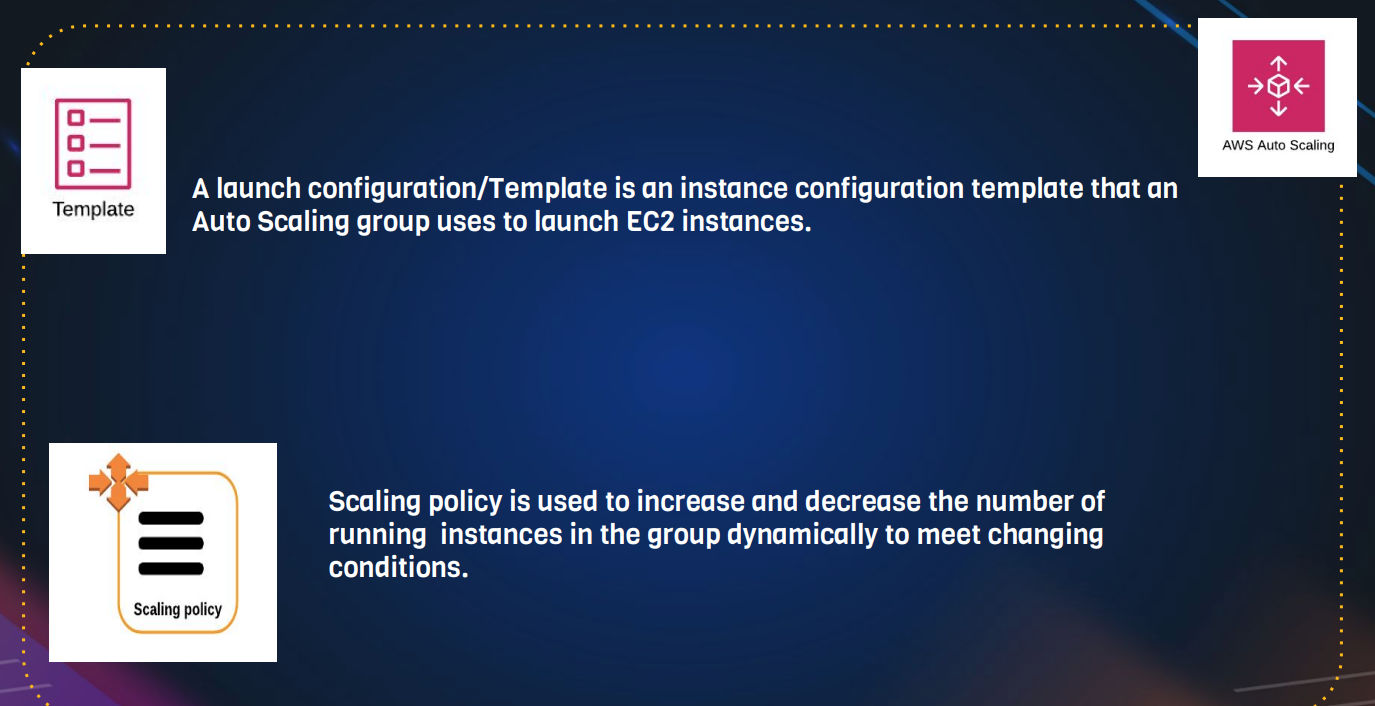 AWS Auto Scaling
Template
A launch configuration/Template is an instance configuration template that an
Auto Scaling group uses to launch EC2 instances.
Scaling policy is used to increase and decrease the number of
running  instances in the group dynamically to meet changing
conditions.
Scaling policy